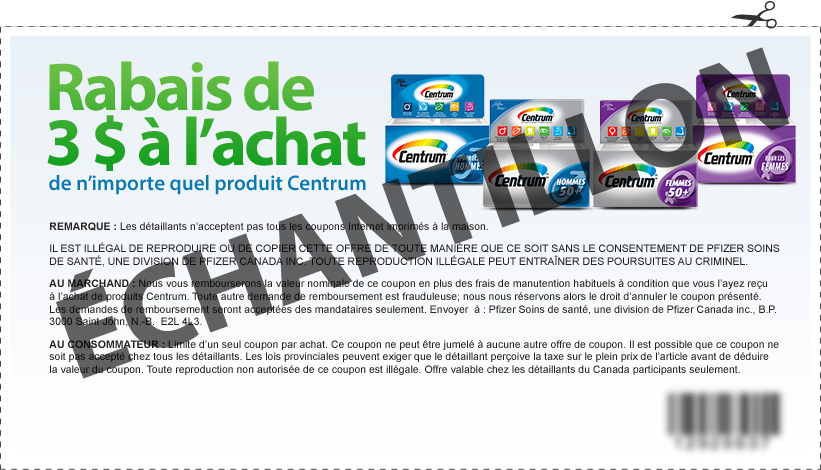 Rabais de
3 $ à l’achat
de n’importe quel produit Centrum
Centrum
Centrum
Centrum
Centrum
Centrum
POUR LES HOMMES
Centrum
HOMMES 50+
Centrum
FEMMES 50+
Centrum
POUR LES FEMMES
ÉCHANTILLON
REMARQUE : Les détaillants n’acceptent pas tous les coupons Internet imprimés à la maison.
IL EST ILLÉGAL DE REPRODUIRE OU DE COPIER CETTE OFFRE DE TOUTE MANIÈRE QUE CE SOIT SANS LE CONSENTEMENT DE PFIZER SOINS
DE SANTÉ, UNE DIVISION DE PFIZER CANADA INC. TOUTE REPRODUCTION ILLÉGALE PEUT ENTRAÎNER DES POURSUITES AU CRIMINEL.
AU MARCHAND : Nous vous rembourserons la valeur nominale de ce coupon en plus des frais de manutention habituels à condition que vous l’ayez reçu
à l’achat de produits Centrum. Toute autre demande de remboursement est frauduleuse; nous nous réservons alors le droit d’annuler le coupon présenté.
Les demandes de remboursement seront acceptées des mandataires seulement. Envoyer à : Pfizer Soins de santé, une division de Pfizer Canada inc., B.P.
3000 Saint John, N.-B. E2L 4L3.
AU CONSOMMATEUR : Limite d’un seul coupon par achat. Ce coupon ne peut être jumelé à aucune autre offre de coupon. Il est possible que ce coupon ne
soit pas accepté chez tous les détaillants. Les lois provinciales peuvent exiger que le détaillant perçoive la taxe sur le plein prix de l’article avant de déduire
la valeur du coupon. Toute reproduction non autorisée de ce coupon est illégale. Offre valable chez les détaillants du Canada participants seulement.